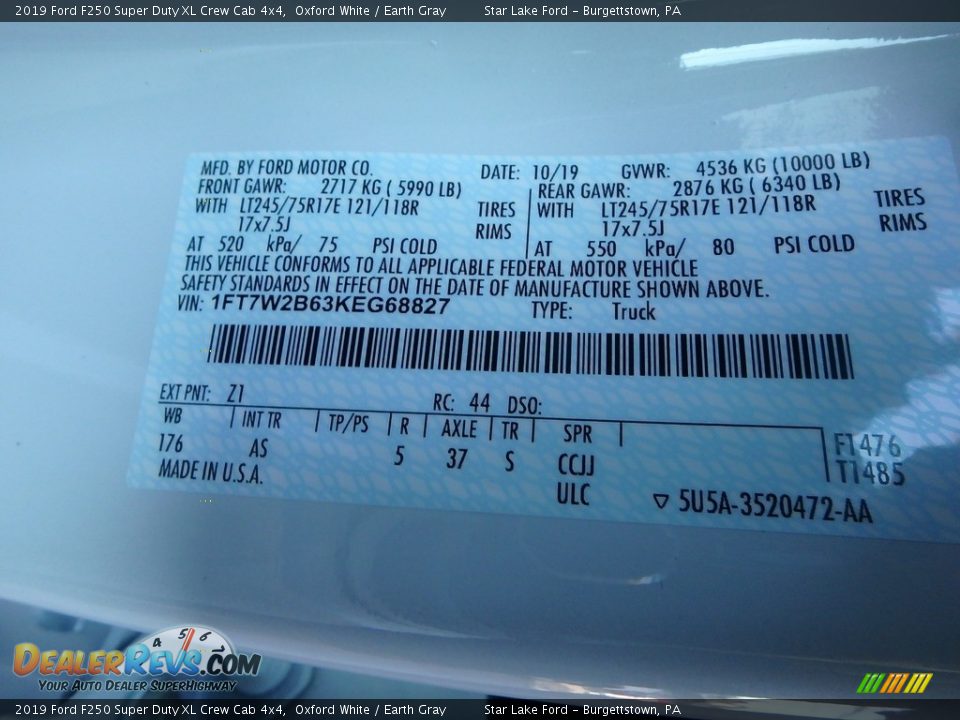 2019 Ford F250 Super Duty XL Crew Cab 4x4, Oxford White / Earth Gray Star Lake Ford - Burgettstown, PA
MFD. BY FORD MOTOR CO. DATE: 10/19 GVWR: 4536 KG (10000 LB)
FRONT GAWR: 2717 KG ( 5990 LB) REAR GAWR: 2876 KG ( 6340 LB)
WITH LT245/75R17E 121/118R TIRES WITH LT245/75R17E 121/118R TIRES
17x7.5J RIMS 17x7.5J RIMS
AT 520 kPa/ 75 PSI COLD AT 550 kPa/ 80 PSI COLD
THIS VEHICLE CONFORMS TO ALL APPLICABLE FEDERAL MOTOR VEHICLE
SAFETY STANDARDS IN EFFECT ON THE DATE OF MANUFACTURE SHOWN ABOVE.
VIN: 1FT7W2B63KEG68827 TYPE: Truck
EXT PNT: Z1 RC: 44 DSO:
WB INT TR TP/PS R AXLE TR SPR F1476
176 AS 5 37 S CCJJ T1485
MADE IN U.S.A. ULC ▽ 5U5A-3520472-AA
4 5 6
DEALERREVS.COM
YOUR AUTO DEALER SUPERHIGHWAY
2019 Ford F250 Super Duty XL Crew Cab 4x4, Oxford White / Earth Gray Star Lake Ford - Burgettstown, PA